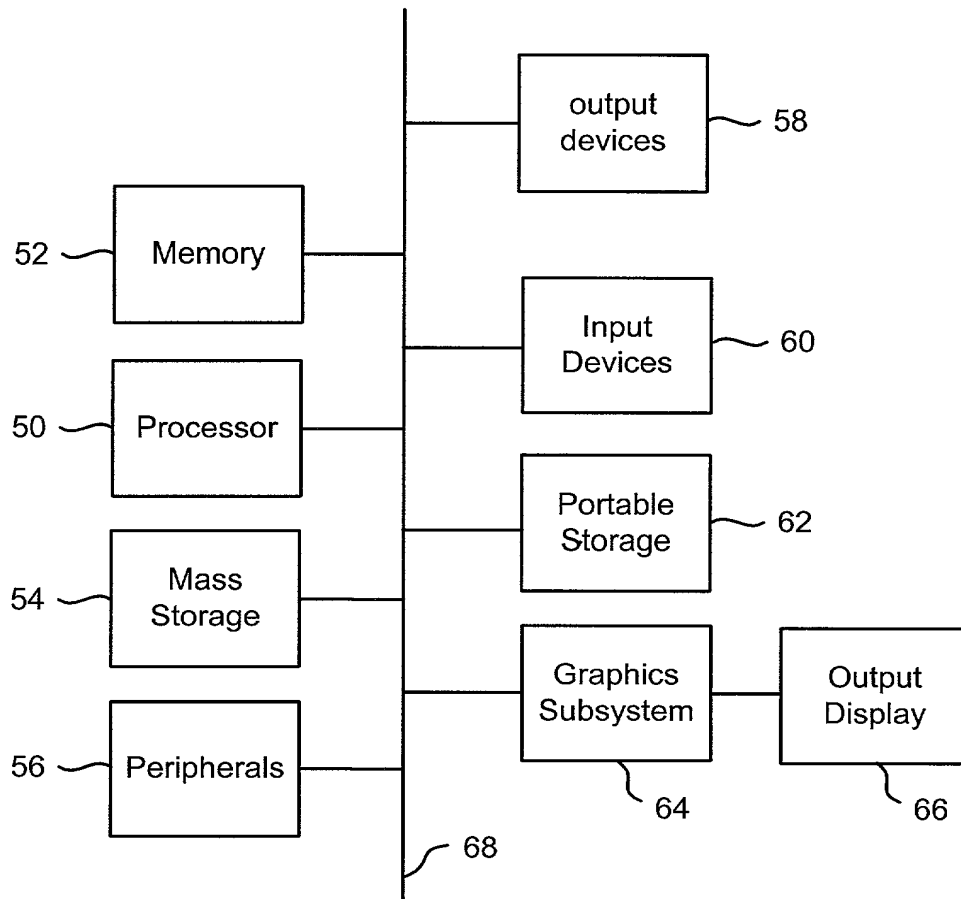 output
devices
58
52
Memory
Input
Devices
60
50
Processor
Portable
Storage
62
54
Mass
Storage
Graphics
Subsystem
Output
Display
56
Peripherals
64
66
68